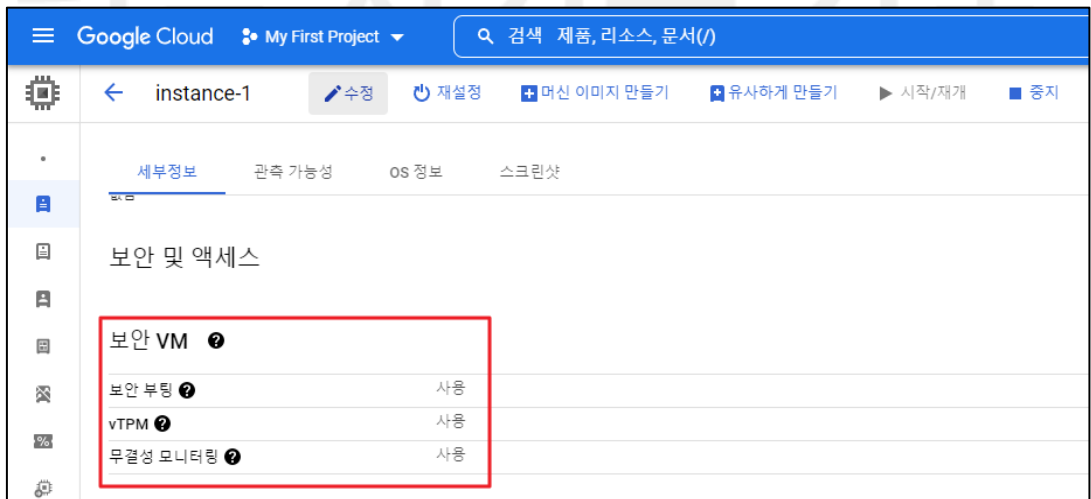 Google Cloud My First Project 검색 제품, 리소스, 문서(/)
instance-1 수정 재설정 머신 이미지 만들기 유사하게 만들기 시작/재개 중지
세부정보 관측 가능성 OS 정보 스크린샷
없음
보안 및 액세스
보안 VM ?
보안 부팅 ? 사용
vTPM ? 사용
무결성 모니터링 ? 사용